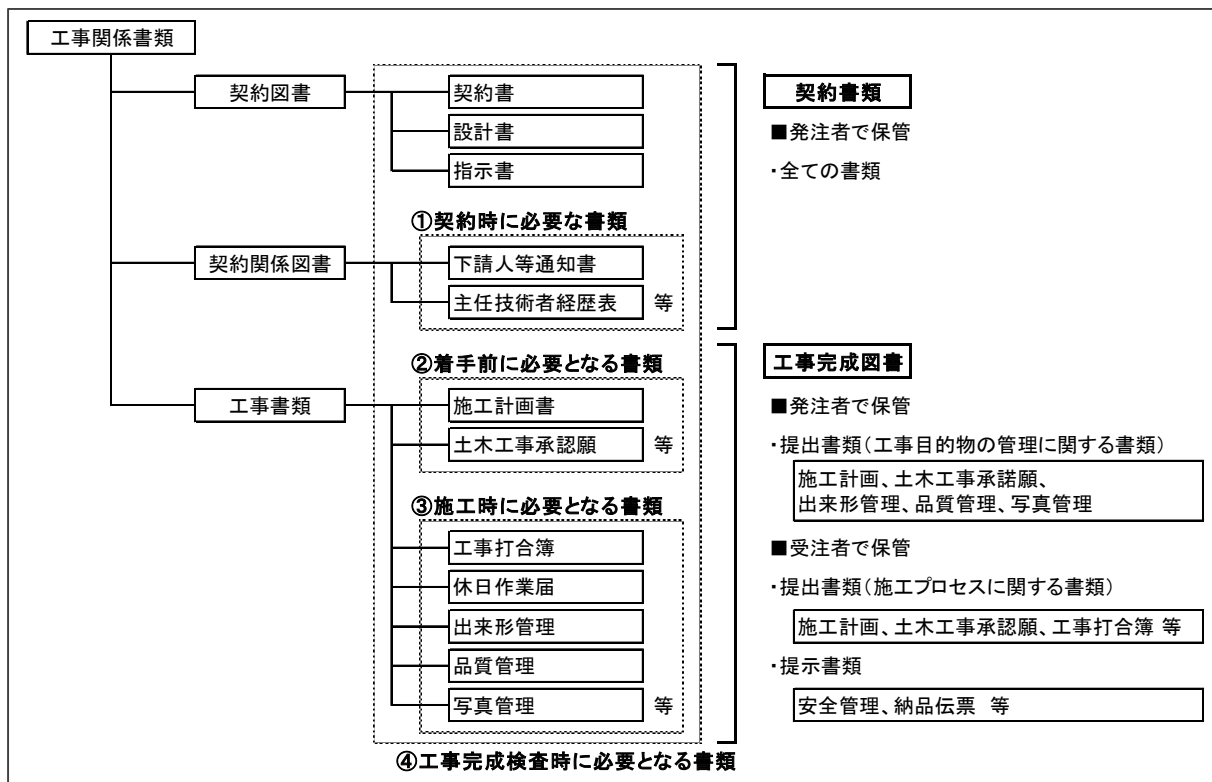 工事関係書類
契約図書
契約書
設計書
指示書
①契約時に必要な書類
契約関係図書
下請人等通知書
主任技術者経歴表 等
②着手前に必要となる書類
工事書類
施工計画書
土木工事承認願 等
③施工時に必要となる書類
工事打合簿
休日作業届
出来形管理
品質管理
写真管理 等
④工事完成検査時に必要となる書類
契約書類
■発注者で保管
・全ての書類
工事完成図書
■発注者で保管
・提出書類(工事目的物の管理に関する書類)
施工計画、土木工事承諾願、
出来形管理、品質管理、写真管理
■受注者で保管
・提出書類(施工プロセスに関する書類)
施工計画、土木工事承認願、工事打合簿 等
・提示書類
安全管理、納品伝票 等